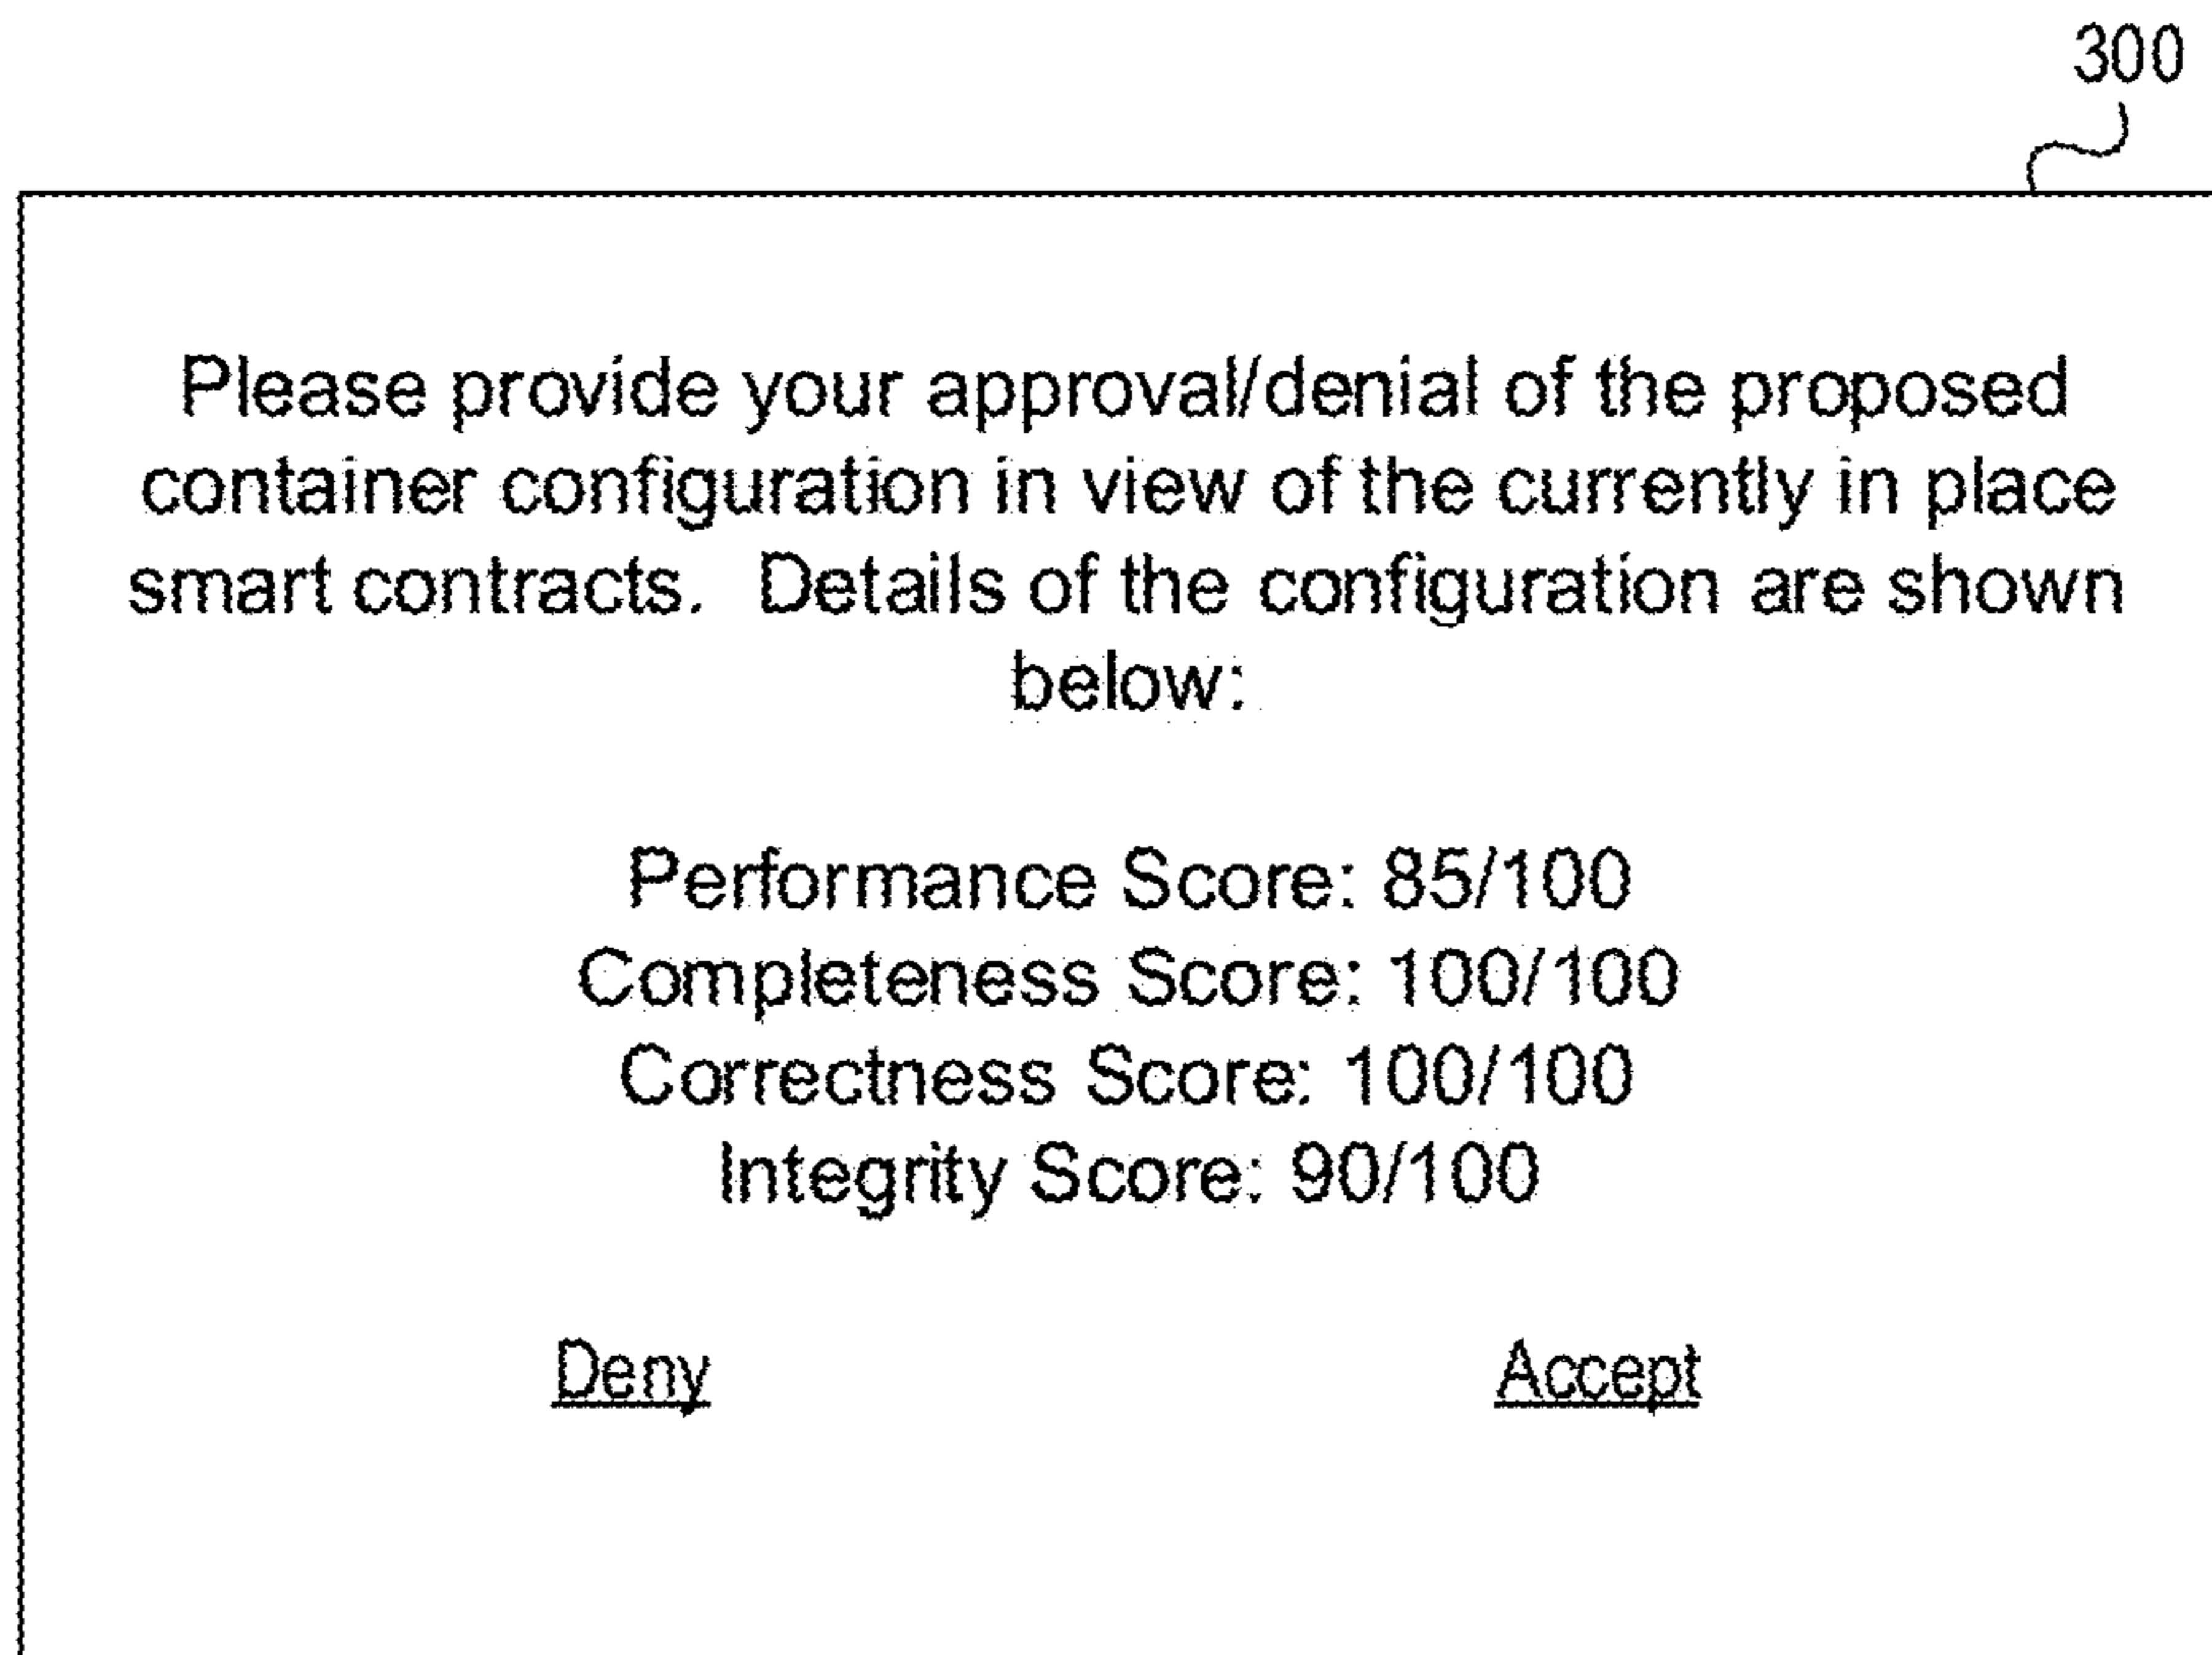 300
Please provide your approval/denial of the proposed
container configuration in view of the currently in place
smart contracts.  Details of the configuration are shown
below:
Performance Score: 85/100
Completeness Score: 100/100
Correctness Score: 100/100
Integrity Score: 90/100
Deny Accept